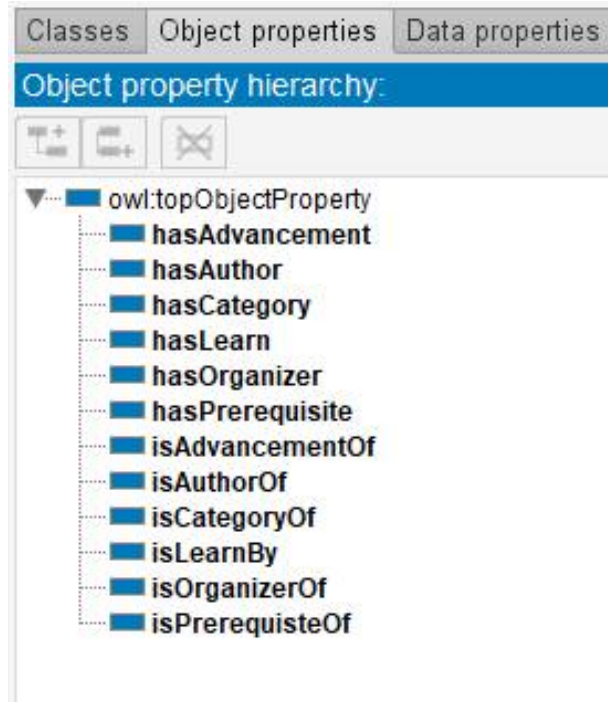 Classes Object properties Data properties
Object property hierarchy:
owl:topObjectProperty
hasAdvancement
hasAuthor
hasCategory
hasLearn
hasOrganizer
hasPrerequisite
isAdvancementOf
isAuthorOf
isCategoryOf
isLearnBy
isOrganizerOf
isPrerequisteOf